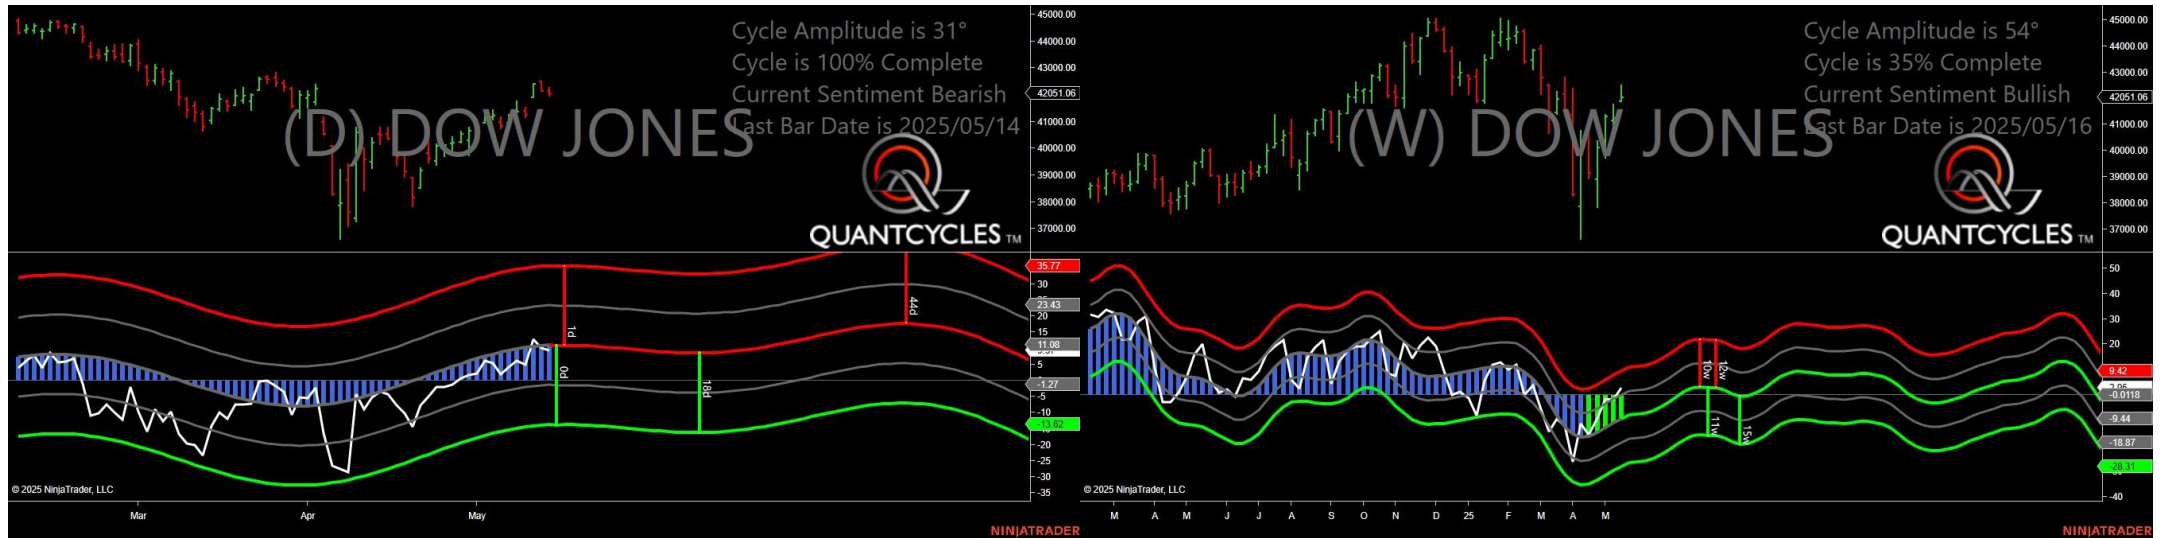 Cycle Amplitude is 31°
Cycle is 100% Complete
Current Sentiment Bearish
Last Bar Date is 2025/05/14
(D) DOW JONES
QUANTCYCLES TM
45000.00
44000.00
43000.00
42051.06
41000.00
40000.00
39000.00
38000.00
37000.00
35.77
30
23.43
20
15
11.08
5
-1.27
-5
-10
-13.62
-20
-25
-30
-35
1d
0d
18d
44d
© 2025 NinjaTrader, LLC
Mar
Apr
May
NINJATRADER
Cycle Amplitude is 54°
Cycle is 35% Complete
Current Sentiment Bullish
Last Bar Date is 2025/05/16
(W) DOW JONES
QUANTCYCLES TM
45000.00
44000.00
43000.00
42051.06
41000.00
40000.00
39000.00
38000.00
37000.00
50
40
30
20
9.42
-0.0118
-9.44
-18.87
-28.31
-40
10w
12w
11w
15w
© 2025 NinjaTrader, LLC
M A M J J A S O N D 25 F M A M
NINJATRADER